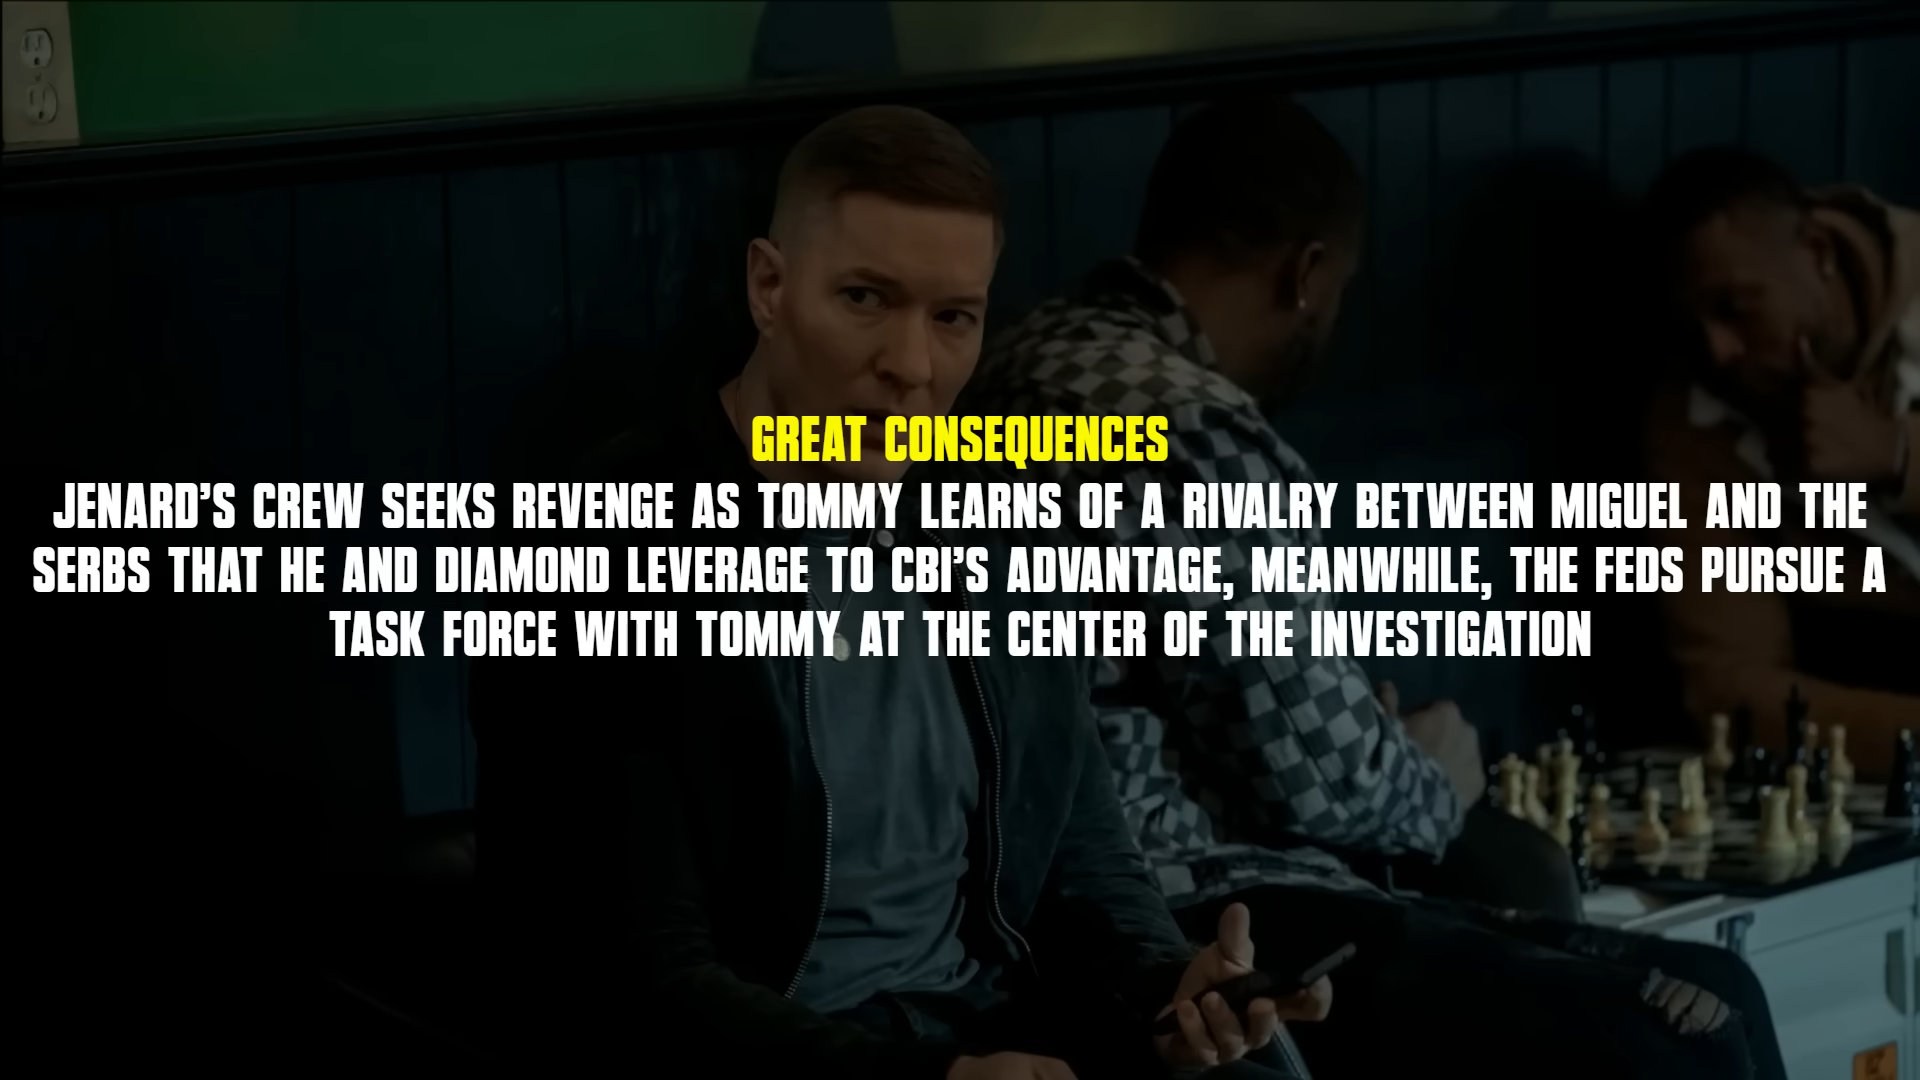 GREAT CONSEQUENCES
JENARD’S CREW SEEKS REVENGE AS TOMMY LEARNS OF A RIVALRY BETWEEN MIGUEL AND THE
SERBS THAT HE AND DIAMOND LEVERAGE TO CBI’S ADVANTAGE, MEANWHILE, THE FEDS PURSUE A
TASK FORCE WITH TOMMY AT THE CENTER OF THE INVESTIGATION